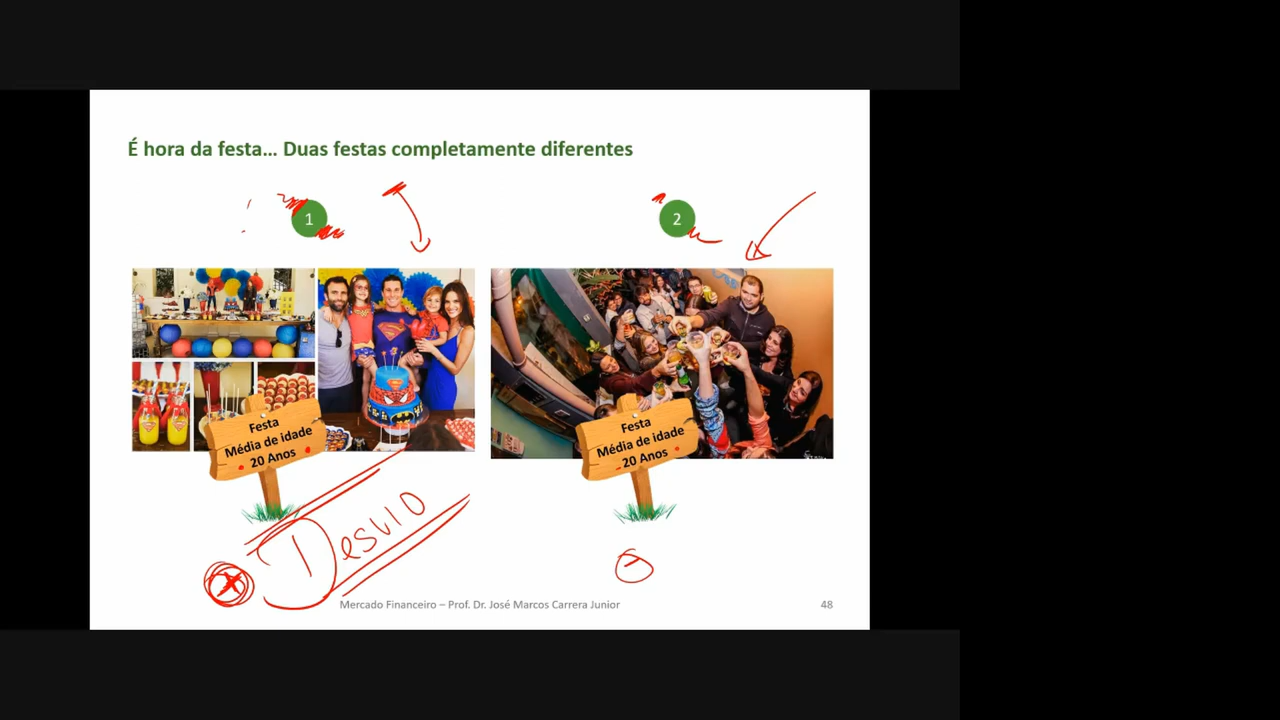 É hora da festa... Duas festas completamente diferentes
1
2
Festa
Média de idade
20 Anos
Festa
Média de idade
20 Anos
Desvio
Mercado Financeiro – Prof. Dr. José Marcos Carrera Junior
48